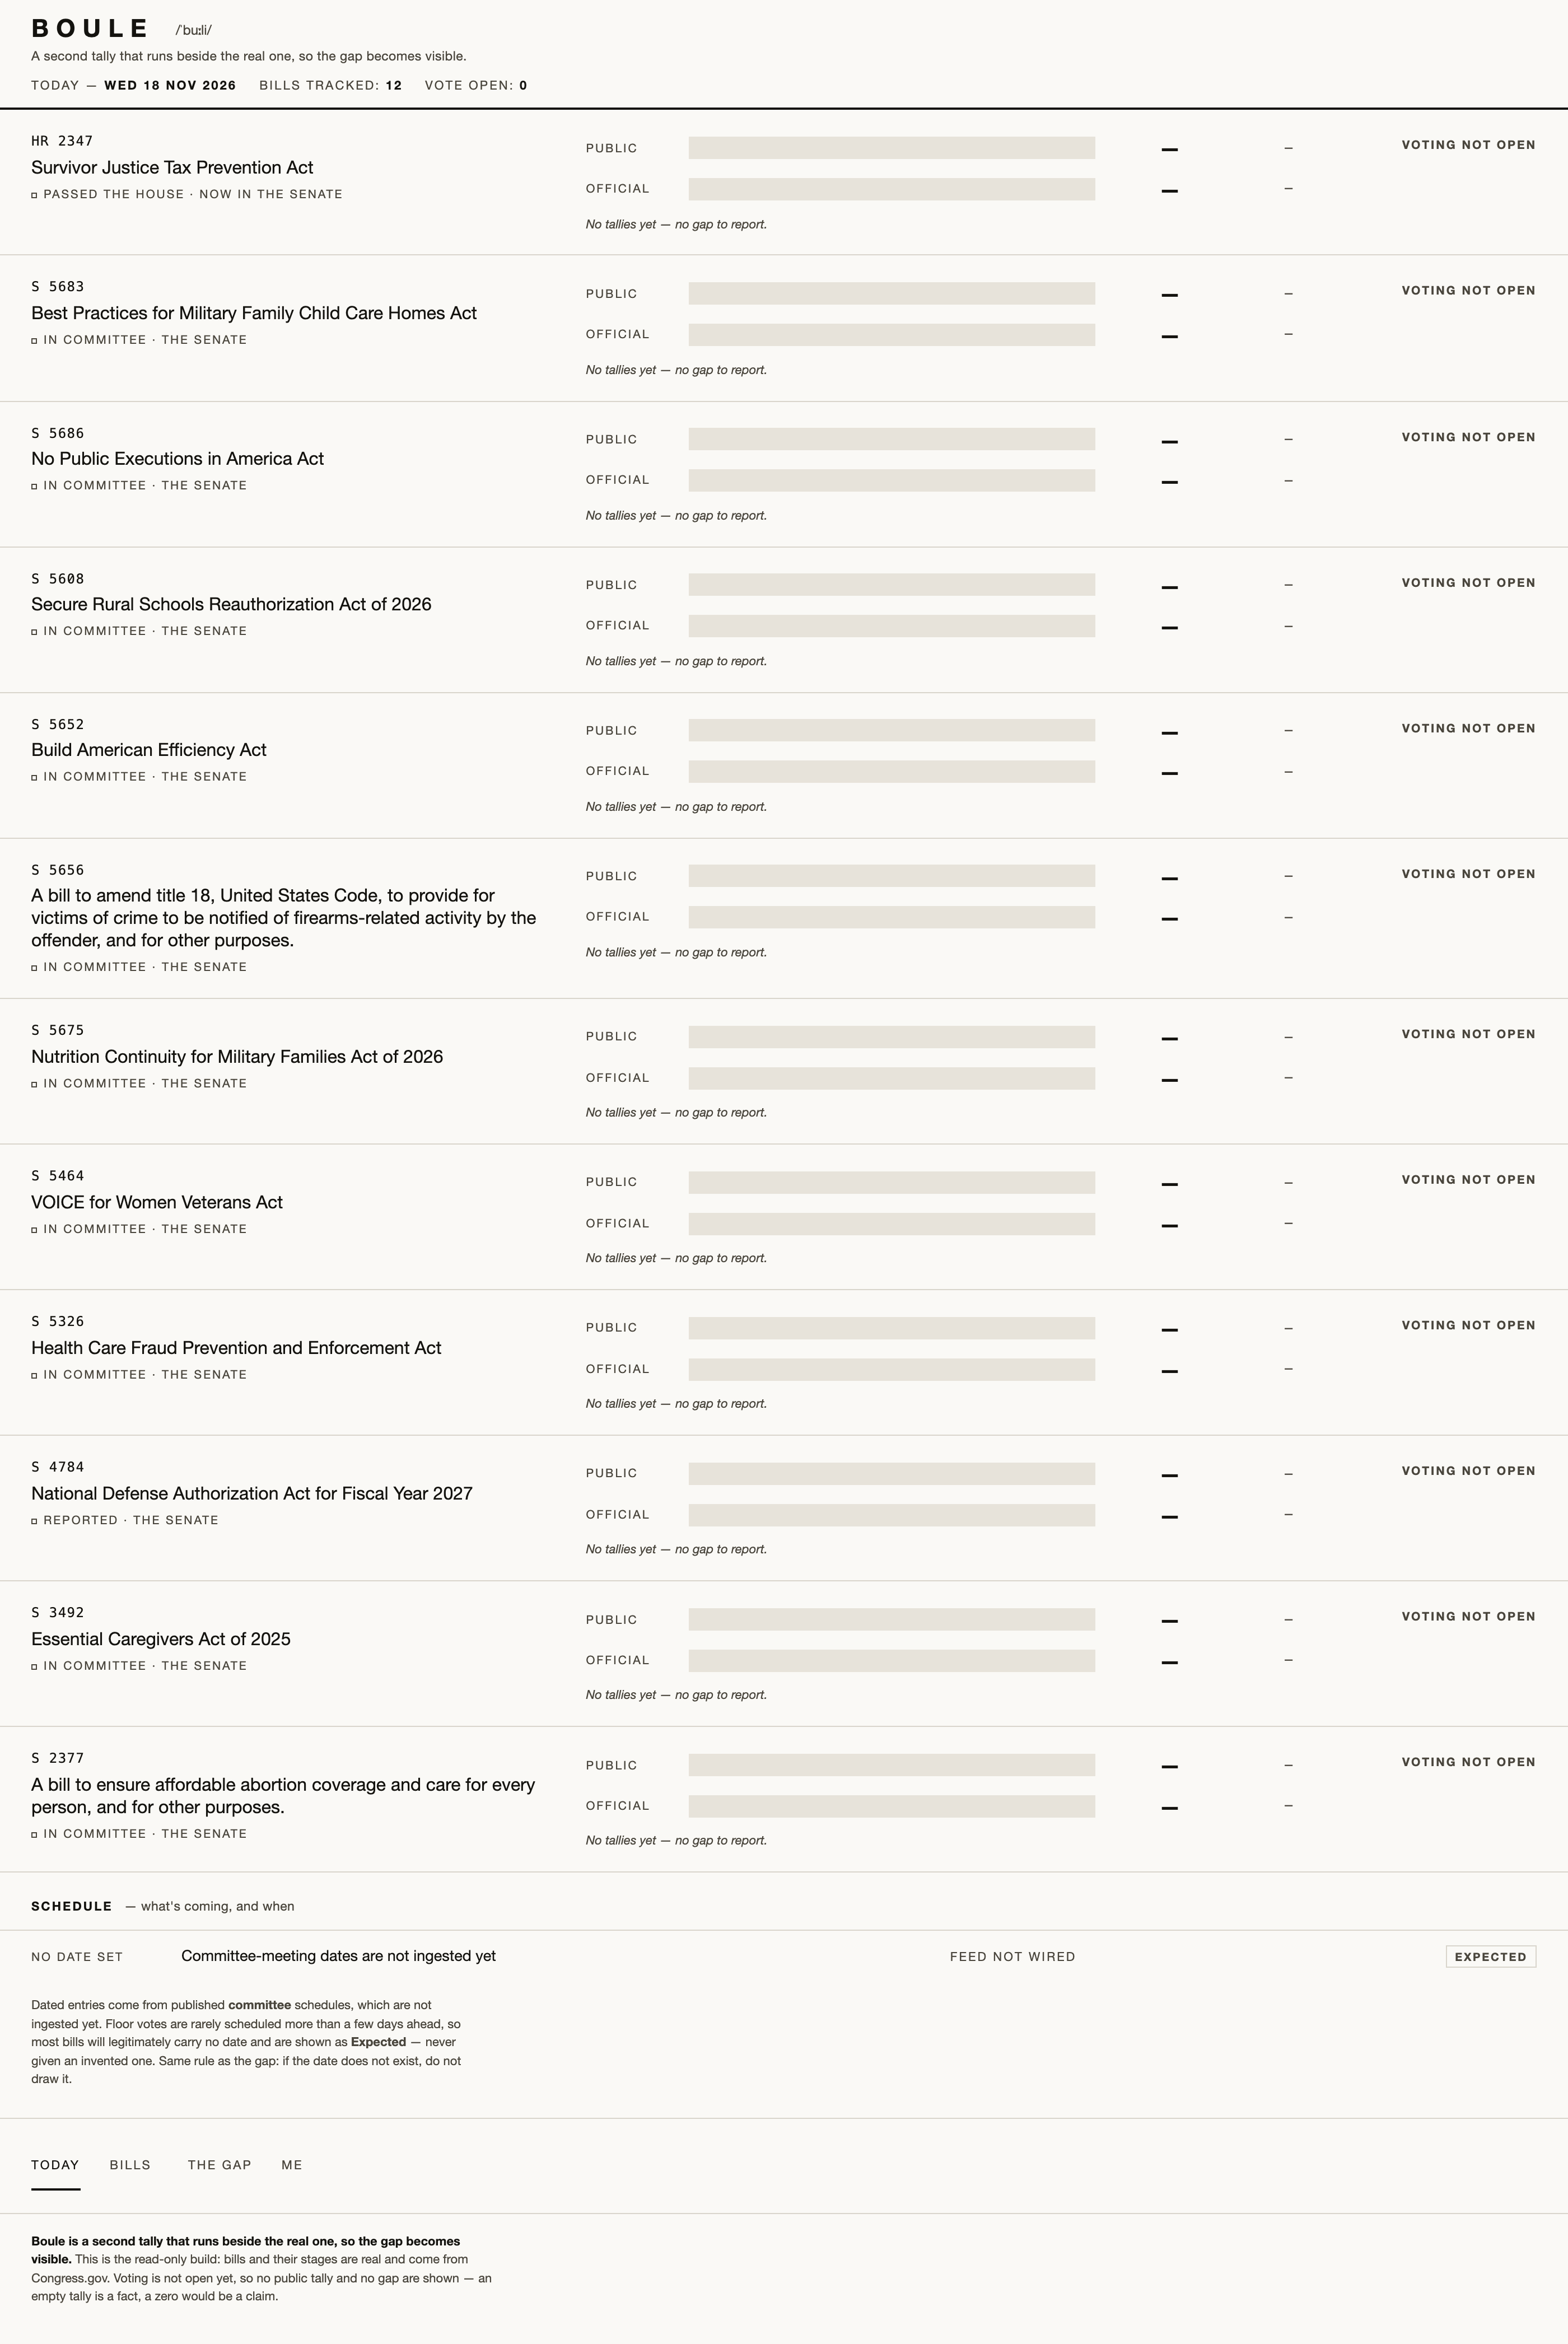 BOULE /ˈbuːli/
A second tally that runs beside the real one, so the gap becomes visible.
TODAY — WED 18 NOV 2026 BILLS TRACKED: 12 VOTE OPEN: 0
HR 2347
Survivor Justice Tax Prevention Act
PASSED THE HOUSE · NOW IN THE SENATE
PUBLIC — –
OFFICIAL — –
No tallies yet — no gap to report.
VOTING NOT OPEN
S 5683
Best Practices for Military Family Child Care Homes Act
IN COMMITTEE · THE SENATE
PUBLIC — –
OFFICIAL — –
No tallies yet — no gap to report.
VOTING NOT OPEN
S 5686
No Public Executions in America Act
IN COMMITTEE · THE SENATE
PUBLIC — –
OFFICIAL — –
No tallies yet — no gap to report.
VOTING NOT OPEN
S 5608
Secure Rural Schools Reauthorization Act of 2026
IN COMMITTEE · THE SENATE
PUBLIC — –
OFFICIAL — –
No tallies yet — no gap to report.
VOTING NOT OPEN
S 5652
Build American Efficiency Act
IN COMMITTEE · THE SENATE
PUBLIC — –
OFFICIAL — –
No tallies yet — no gap to report.
VOTING NOT OPEN
S 5656
A bill to amend title 18, United States Code, to provide for
victims of crime to be notified of firearms-related activity by the
offender, and for other purposes.
IN COMMITTEE · THE SENATE
PUBLIC — –
OFFICIAL — –
No tallies yet — no gap to report.
VOTING NOT OPEN
S 5675
Nutrition Continuity for Military Families Act of 2026
IN COMMITTEE · THE SENATE
PUBLIC — –
OFFICIAL — –
No tallies yet — no gap to report.
VOTING NOT OPEN
S 5464
VOICE for Women Veterans Act
IN COMMITTEE · THE SENATE
PUBLIC — –
OFFICIAL — –
No tallies yet — no gap to report.
VOTING NOT OPEN
S 5326
Health Care Fraud Prevention and Enforcement Act
IN COMMITTEE · THE SENATE
PUBLIC — –
OFFICIAL — –
No tallies yet — no gap to report.
VOTING NOT OPEN
S 4784
National Defense Authorization Act for Fiscal Year 2027
REPORTED · THE SENATE
PUBLIC — –
OFFICIAL — –
No tallies yet — no gap to report.
VOTING NOT OPEN
S 3492
Essential Caregivers Act of 2025
IN COMMITTEE · THE SENATE
PUBLIC — –
OFFICIAL — –
No tallies yet — no gap to report.
VOTING NOT OPEN
S 2377
A bill to ensure affordable abortion coverage and care for every
person, and for other purposes.
IN COMMITTEE · THE SENATE
PUBLIC — –
OFFICIAL — –
No tallies yet — no gap to report.
VOTING NOT OPEN
SCHEDULE — what's coming, and when
NO DATE SET Committee-meeting dates are not ingested yet FEED NOT WIRED EXPECTED
Dated entries come from published committee schedules, which are not
ingested yet. Floor votes are rarely scheduled more than a few days ahead, so
most bills will legitimately carry no date and are shown as Expected — never
given an invented one. Same rule as the gap: if the date does not exist, do not
draw it.
TODAY BILLS THE GAP ME
Boule is a second tally that runs beside the real one, so the gap becomes
visible. This is the read-only build: bills and their stages are real and come from
Congress.gov. Voting is not open yet, so no public tally and no gap are shown — an
empty tally is a fact, a zero would be a claim.